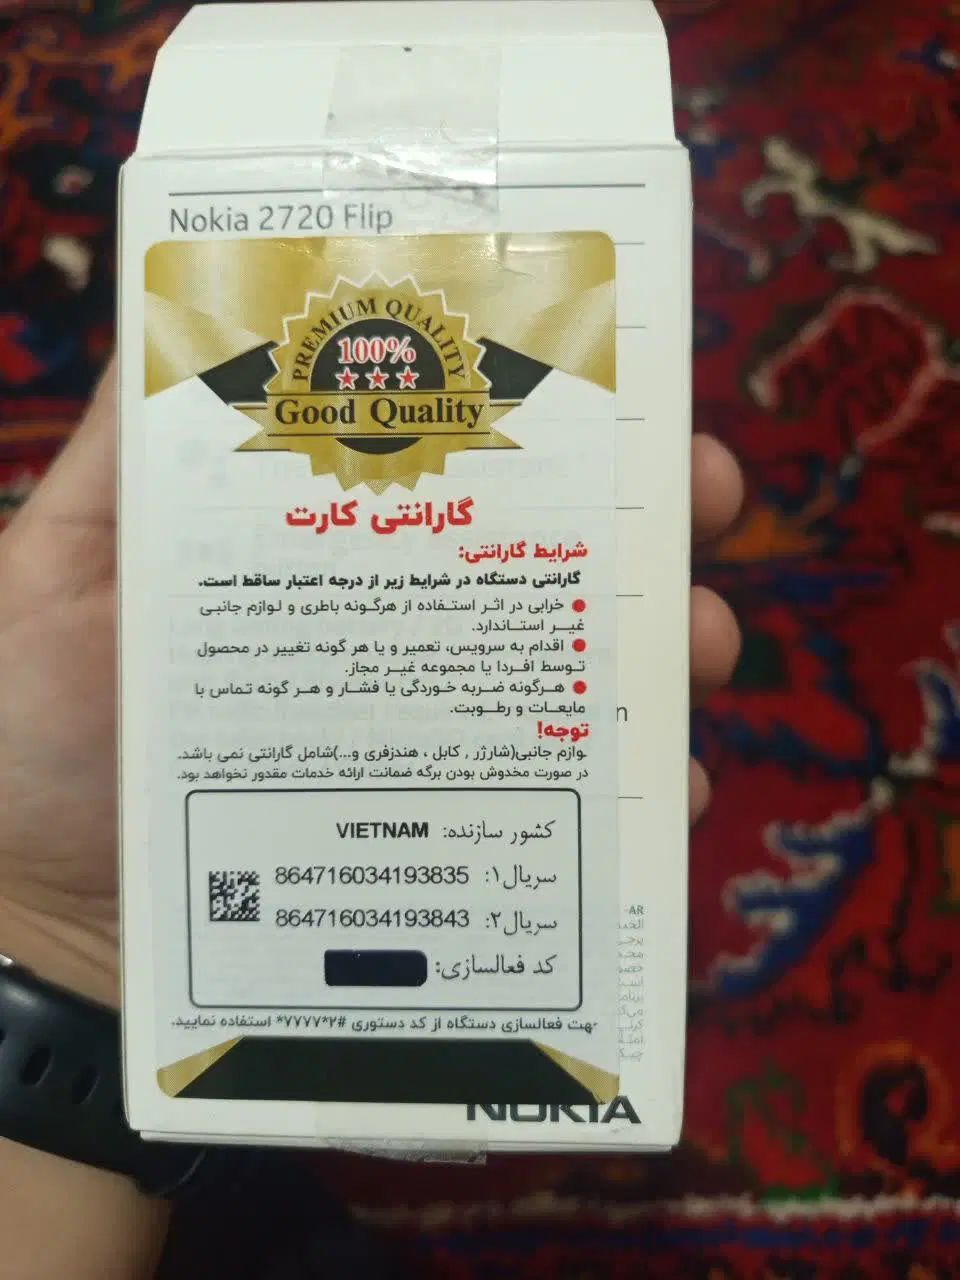 Nokia 2720 Flip
PREMIUM QUALITY
100%
Good Quality
گارانتی کارت
شرایط گارانتی:
گارانتی دستگاه در شرایط زیر از درجه اعتبار ساقط است.
خرابی در اثر استفاده از هرگونه باطری و لوازم جانبی
غیر استاندارد.
اقدام به سرویس، تعمیر و یا هر گونه تغییر در محصول
توسط افردا یا مجموعه غیر مجاز.
هرگونه ضربه خوردگی یا فشار و هر گونه تماس با
مایعات و رطوبت.
توجه!
لوازم جانبی(شارژر , کابل ، هندزفری و...)شامل گارانتی نمی باشد.
در صورت مخدوش بودن برگه ضمانت ارائه خدمات مقدور نخواهد بود.
کشور سازنده: VIETNAM
سریال۱: 864716034193835
سریال۲: 864716034193843
کد فعالسازی:
جهت فعالسازی دستگاه از کد دستوری #۲*۷۷۷۷* استفاده نمایید.
-AR
NOKIA